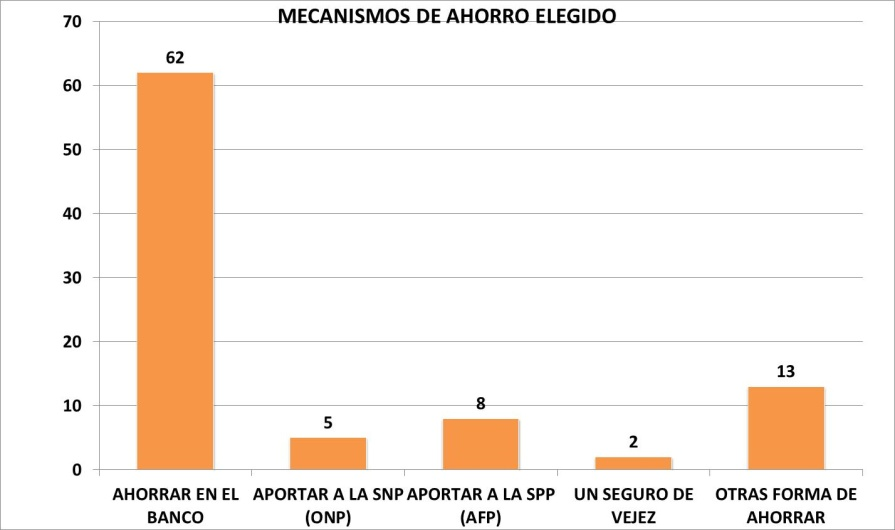 MECANISMOS DE AHORRO ELEGIDO
70
60
50
40
30
20
10
0
62
5
8
2
13
AHORRAR EN EL
BANCO
APORTAR A LA SNP
(ONP)
APORTAR A LA SPP
(AFP)
UN SEGURO DE
VEJEZ
OTRAS FORMA DE
AHORRAR